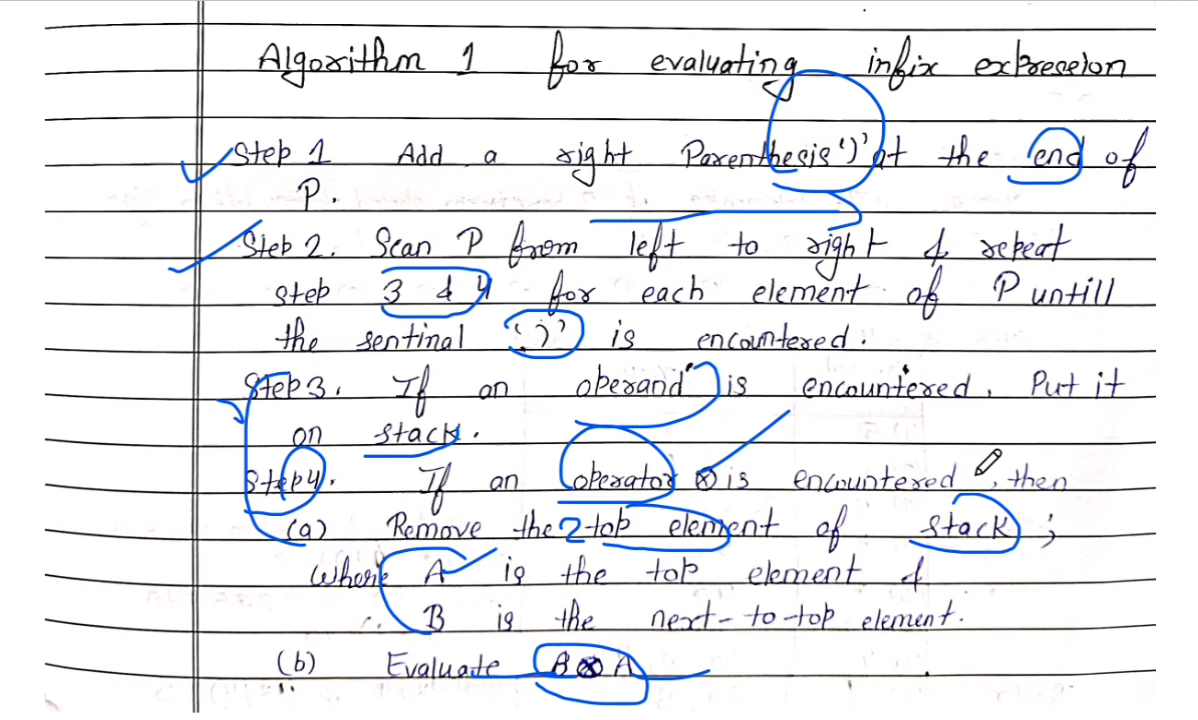 Algorithm 1 for evaluating infix expression
Step 1 Add a right Parenthesis ')' at the end of
P.
Step 2. Scan P from left to right & repeat
step 3 & 4 for each element of P untill
the sentinal ')' is encountered.
Step 3. If an operand is encountered, Put it
on stack.
Step 4. If an operator ⊗ is encountered, then
(a) Remove the 2 top element of stack;
Where A is the top element &
B is the next-to-top element.
(b) Evaluate B ⊗ A